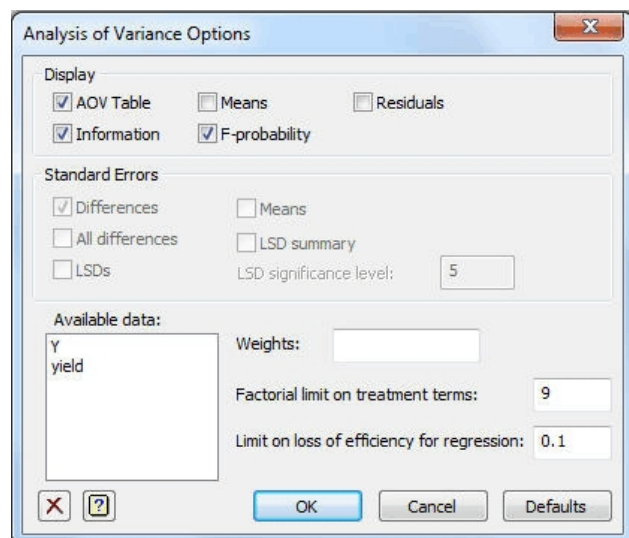 Analysis of Variance Options
Display
AOV Table Means Residuals
Information F-probability
Standard Errors
Differences Means
All differences LSD summary
LSDs LSD significance level: 5
Available data:
Y
yield
Weights:
Factorial limit on treatment terms: 9
Limit on loss of efficiency for regression: 0.1
OK Cancel Defaults